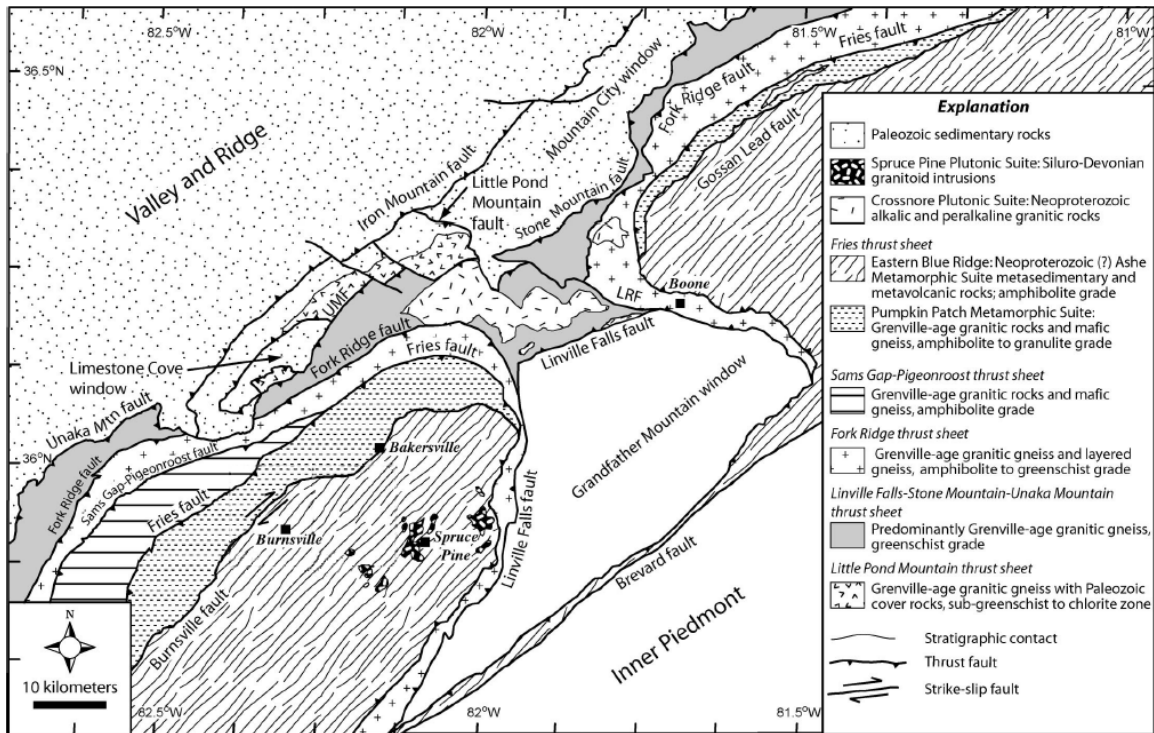 82.5°W
82°W
81.5°W
81°W
36.5°N
Fries fault
Fork Ridge fault
Mountain City window
Gossan Lead fault
Valley and Ridge
Iron Mountain fault
Little Pond
Mountain
fault
Stone Mountain fault
Boone
UMF
LRF
Fork Ridge fault
Fries fault
Linville Falls fault
Limestone Cove
window
Unaka Mtn fault
36°N
Fork Ridge fault
Sams Gap-Pigeonroost fault
Fries fault
Bakersville
Grandfather Mountain window
Burnsville
Spruce
Pine
Linville Falls fault
Brevard fault
Burnsville fault
Inner Piedmont
N
10 kilometers
82.5°W
82°W
81.5°W
Explanation
Paleozoic sedimentary rocks
Spruce Pine Plutonic Suite: Siluro-Devonian
granitoid intrusions
Crossnore Plutonic Suite: Neoproterozoic
alkalic and peralkaline granitic rocks
Fries thrust sheet
Eastern Blue Ridge: Neoproterozoic (?) Ashe
Metamorphic Suite metasedimentary and
metavolcanic rocks; amphibolite grade
Pumpkin Patch Metamorphic Suite:
Grenville-age granitic rocks and mafic
gneiss, amphibolite to granulite grade
Sams Gap-Pigeonroost thrust sheet
Grenville-age granitic rocks and mafic
gneiss, amphibolite grade
Fork Ridge thrust sheet
Grenville-age granitic gneiss and layered
gneiss, amphibolite to greenschist grade
Linville Falls-Stone Mountain-Unaka Mountain
thrust sheet
Predominantly Grenville-age granitic gneiss,
greenschist grade
Little Pond Mountain thrust sheet
Grenville-age granitic gneiss with Paleozoic
cover rocks, sub-greenschist to chlorite zone
Stratigraphic contact
Thrust fault
Strike-slip fault